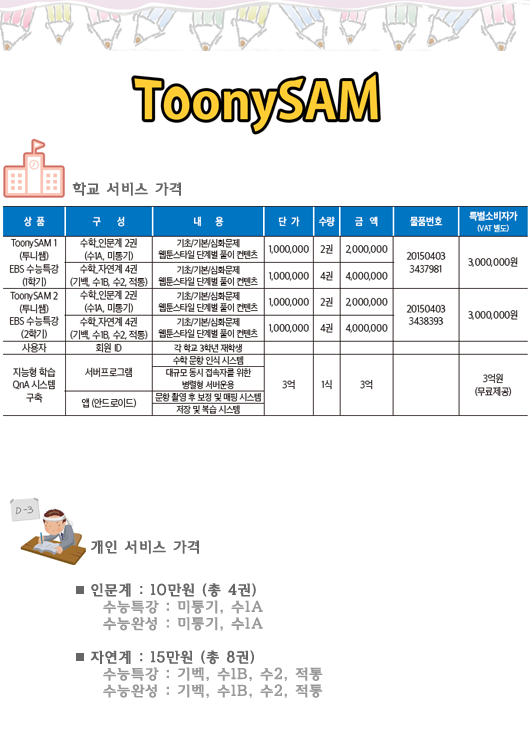 ToonySAM
학교 서비스 가격
상 품 구 성 내 용 단 가 수량 금 액 물품번호 특별소비자가
(VAT 별도)
ToonySAM 1
(투니쌤)
EBS 수능특강
(1학기)
수학,인문계 2권
(수1A, 미통기)
기초/기본/심화문제
웹툰스타일 단계별 풀이 컨텐츠
1,000,000 2권 2,000,000
수학,자연계 4권
(기벡, 수1B, 수2, 적통)
기초/기본/심화문제
웹툰스타일 단계별 풀이 컨텐츠
1,000,000 4권 4,000,000
20150403
3437981
3,000,000원
ToonySAM 2
(투니쌤)
EBS 수능특강
(2학기)
수학,인문계 2권
(수1A, 미통기)
기초/기본/심화문제
웹툰스타일 단계별 풀이 컨텐츠
1,000,000 2권 2,000,000
수학,자연계 4권
(기벡, 수1B, 수2, 적통)
기초/기본/심화문제
웹툰스타일 단계별 풀이 컨텐츠
1,000,000 4권 4,000,000
20150403
3438393
3,000,000원
사용자 회원 ID 각 학교 3학년 재학생
지능형 학습
QnA 시스템
구축
서버프로그램
수학 문항 인식 시스템
대규모 동시 접속자를 위한
병렬형 서비운용
앱 (안드로이드)
문항 촬영 후 보정 및 매핑 시스템
저장 및 복습 시스템
3억 1식 3억
3억원
(무료제공)
D-3
개인 서비스 가격
■ 인문계 : 10만원 (총 4권)
수능특강 : 미통기, 수1A
수능완성 : 미통기, 수1A
■ 자연계 : 15만원 (총 8권)
수능특강 : 기벡, 수1B, 수2, 적통
수능완성 : 기벡, 수1B, 수2, 적통